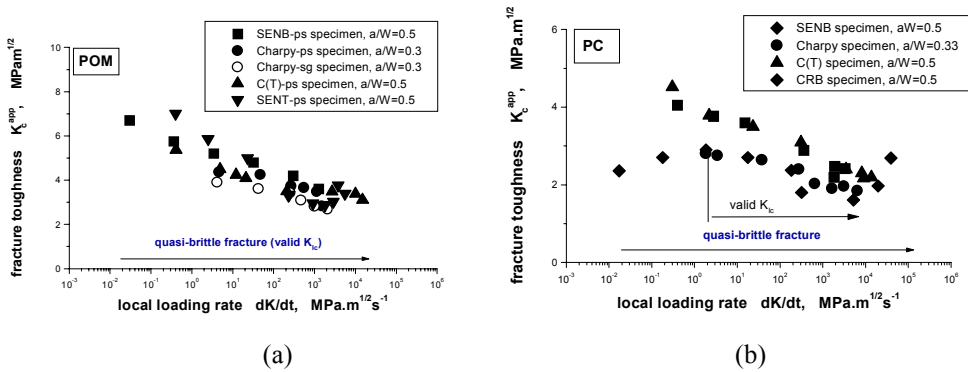 POM
SENB-ps specimen, a/W=0.5
Charpy-ps specimen, a/W=0.3
Charpy-sg specimen, a/W=0.3
C(T)-ps specimen, a/W=0.5
SENT-ps specimen, a/W=0.5
fracture toughness K_c^app, MPam^1/2
10
8
6
4
2
0
quasi-brittle fracture (valid K_Ic)
10^-3 10^-2 10^-1 10^0 10^1 10^2 10^3 10^4 10^5 10^6
local loading rate dK/dt, MPa.m^1/2 s^-1
(a)
PC
SENB specimen, a/W=0.5
Charpy specimen, a/W=0.33
C(T) specimen, a/W=0.5
CRB specimen, a/W=0.5
fracture toughness K_c^app, MPa.m^1/2
6
4
2
0
valid K_Ic
quasi-brittle fracture
10^-3 10^-2 10^-1 10^0 10^1 10^2 10^3 10^4 10^5 10^6
local loading rate dK/dt, MPa.m^1/2 s^-1
(b)